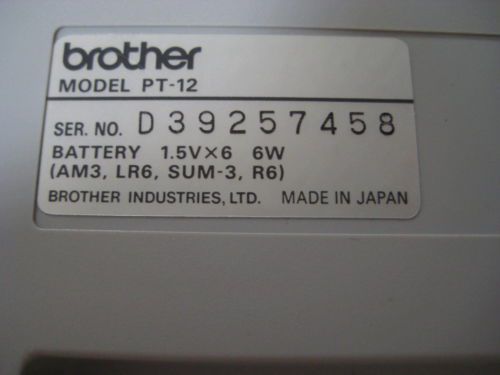 brother
MODEL PT-12
SER. NO. D39257458
BATTERY 1.5V×6 6W
(AM3, LR6, SUM-3, R6)
BROTHER INDUSTRIES, LTD. MADE IN JAPAN